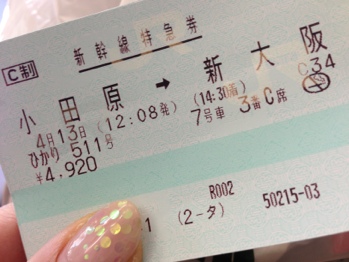 C制
新幹線特急券
小田原 → 新大阪
4月13日 (12:08発) (14:30着) C34
ひかり 511号 7号車 3番C席
¥4,920
R002
1 (2-タ) 50215-03